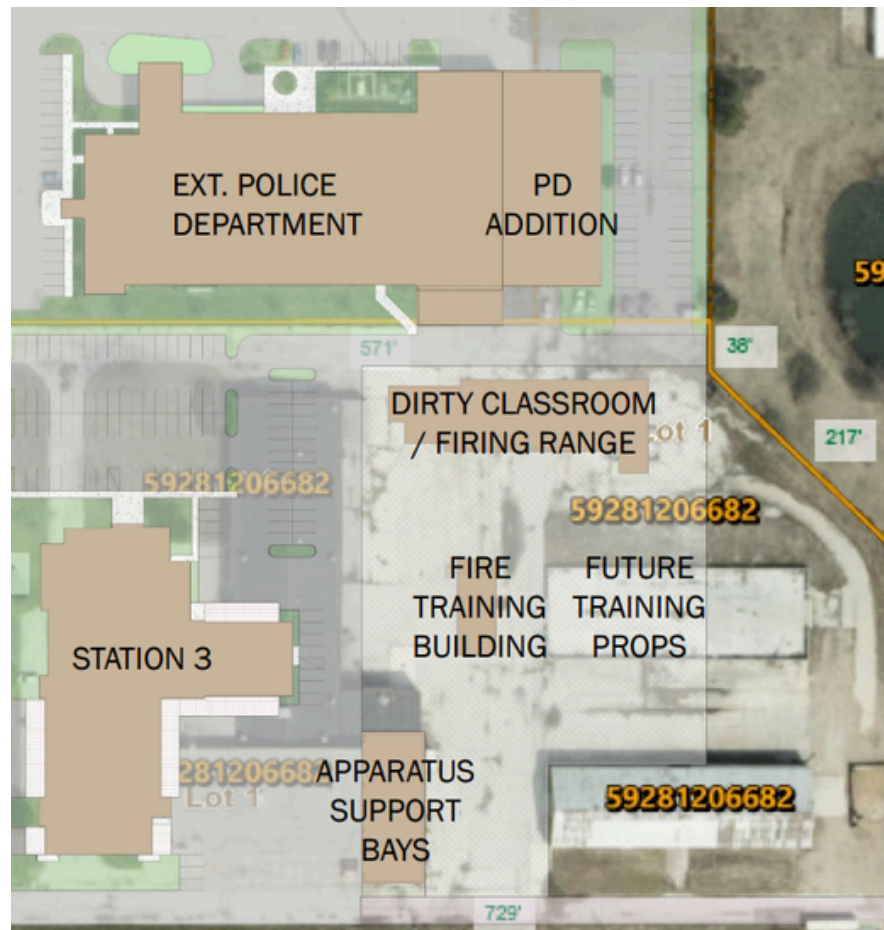 EXT. POLICE
DEPARTMENT
PD
ADDITION
59
571'
38'
DIRTY CLASSROOM
/ FIRING RANGE
Lot 1
217'
59281206682
59281206682
FIRE
TRAINING
BUILDING
FUTURE
TRAINING
PROPS
STATION 3
281206682
Lot 1
APPARATUS
SUPPORT
BAYS
59281206682
729'